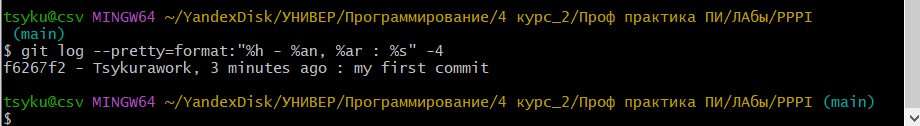 tsyku@csv MINGW64 ~/YandexDisk/УНИВЕР/Программирование/4 курс_2/Проф практика ПИ/ЛАбы/PPPI
(main)
$ git log --pretty=format:"%h - %an, %ar : %s" -4
f6267f2 - Tsykurawork, 3 minutes ago : my first commit
tsyku@csv MINGW64 ~/YandexDisk/УНИВЕР/Программирование/4 курс_2/Проф практика ПИ/ЛАбы/PPPI (main)
$